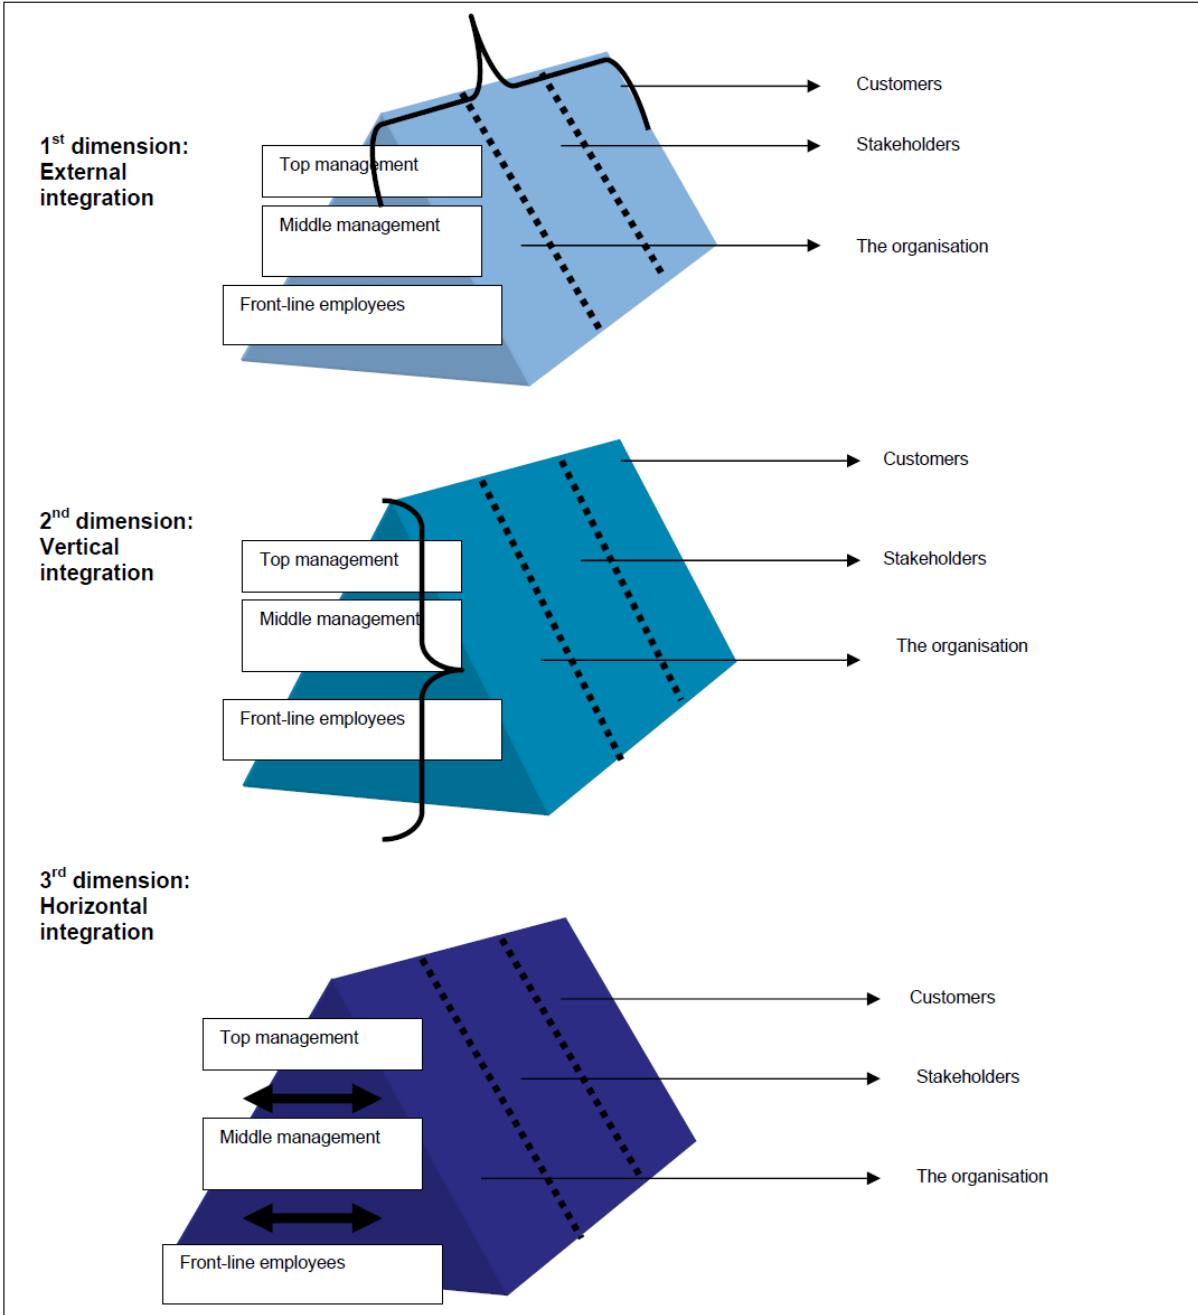 Customers
1st dimension:
External
integration
Stakeholders
Top management
Middle management
The organisation
Front-line employees
Customers
2nd dimension:
Vertical
integration
Top management
Stakeholders
Middle management
The organisation
Front-line employees
3rd dimension:
Horizontal
integration
Customers
Top management
Stakeholders
Middle management
The organisation
Front-line employees